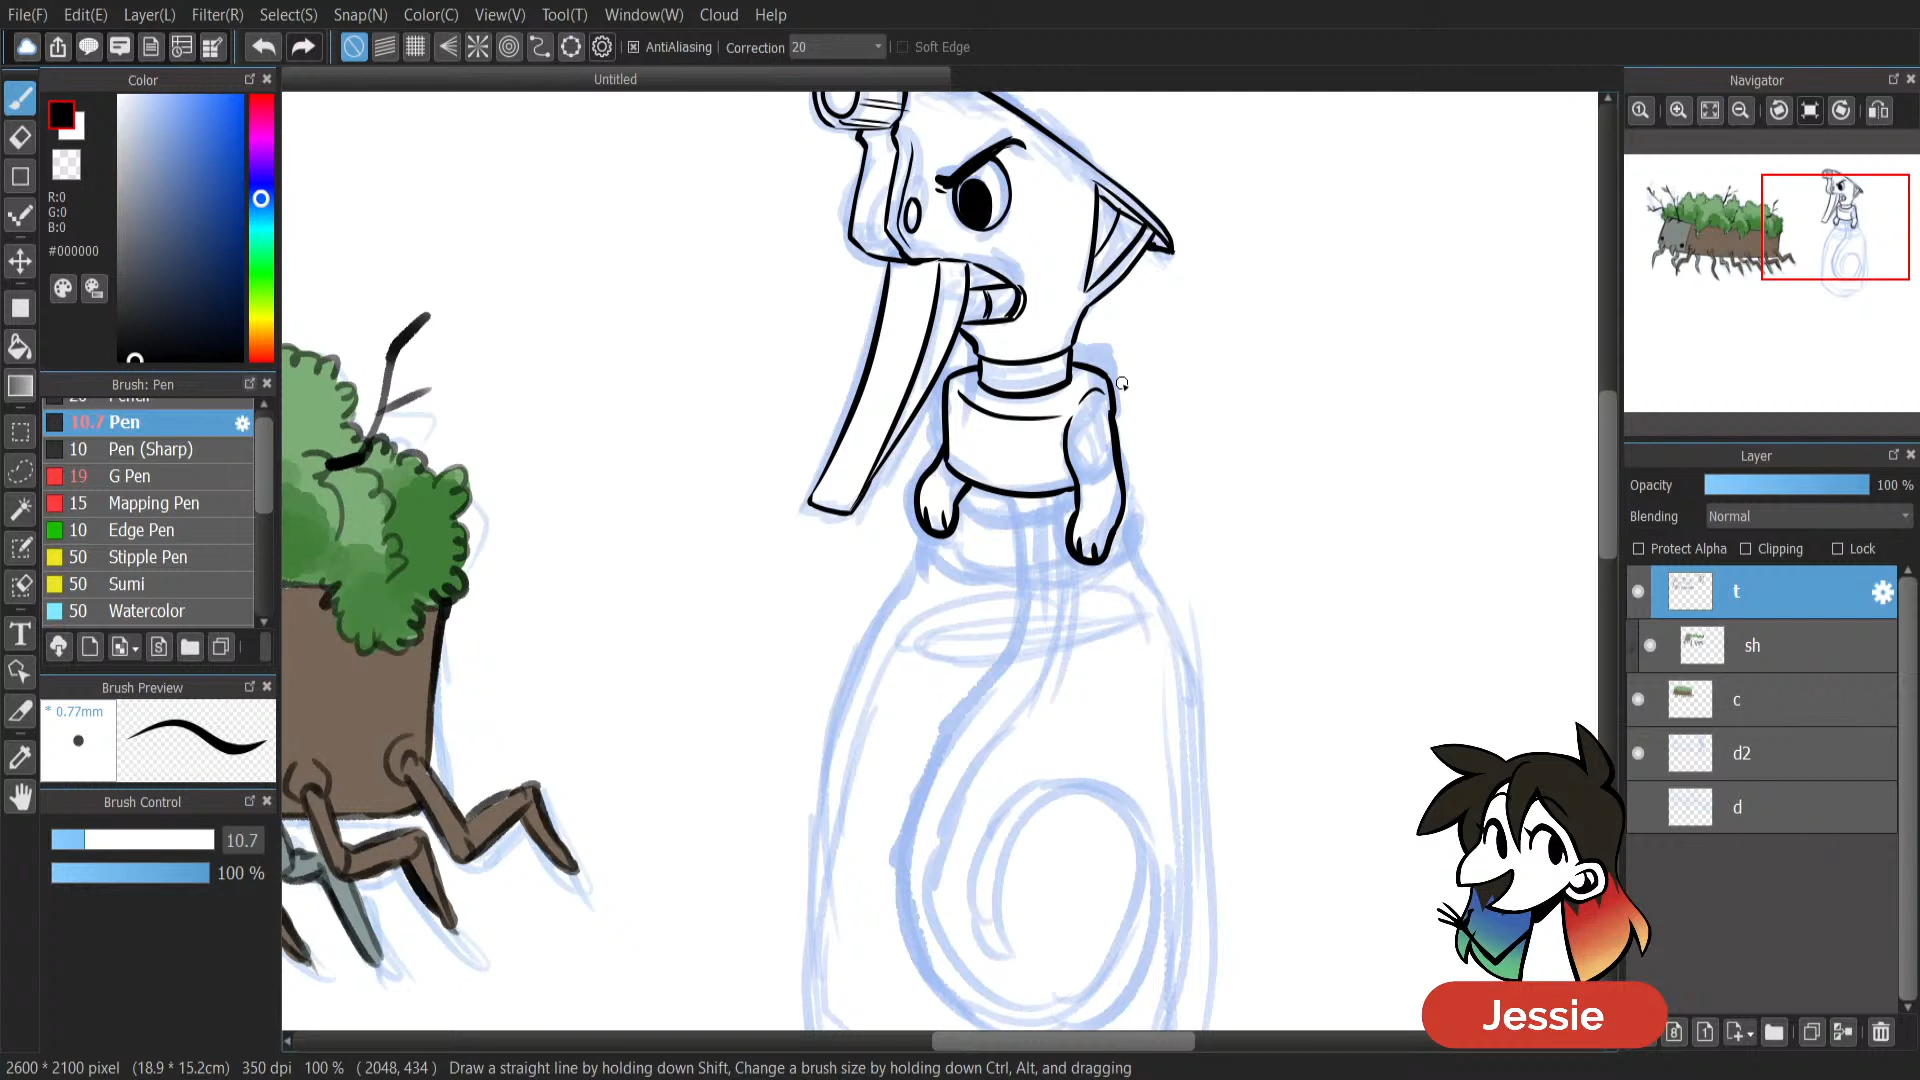 File(F) Edit(E) Layer(L) Filter(R) Select(S) Snap(N) Color(C) View(V) Tool(T) Window(W) Cloud Help
AntiAliasing Correction 20 Soft Edge
Color
Untitled
Navigator
R:0
G:0
B:0
#000000
Brush: Pen
10.7 Pen
10 Pen (Sharp)
19 G Pen
15 Mapping Pen
10 Edge Pen
50 Stipple Pen
50 Sumi
50 Watercolor
Brush Preview
* 0.77mm
Brush Control
10.7
100 %
Layer
Opacity 100 %
Blending Normal
Protect Alpha Clipping Lock
t
sh
c
d2
d
Jessie
2600 * 2100 pixel (18.9 * 15.2cm) 350 dpi 100 % ( 2048, 434 ) Draw a straight line by holding down Shift, Change a brush size by holding down Ctrl, Alt, and dragging